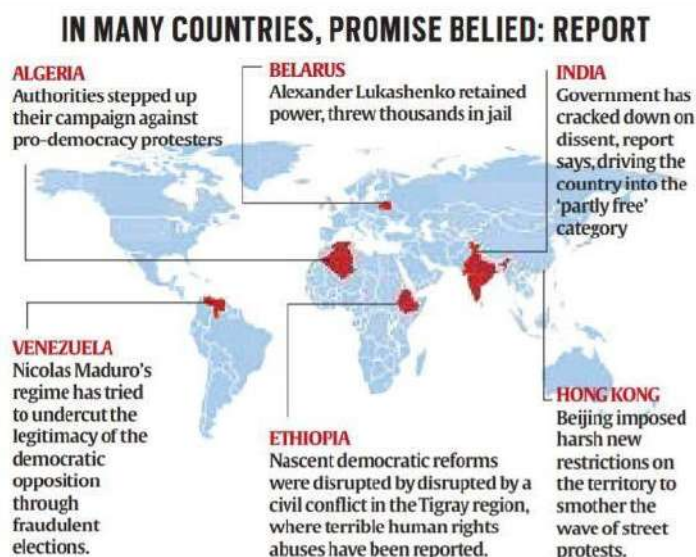 IN MANY COUNTRIES, PROMISE BELIED: REPORT
ALGERIA
Authorities stepped up
their campaign against
pro-democracy protesters
BELARUS
Alexander Lukashenko retained
power, threw thousands in jail
INDIA
Government has
cracked down on
dissent, report
says, driving the
country into the
'partly free'
category
VENEZUELA
Nicolas Maduro's
regime has tried
to undercut the
legitimacy of the
democratic
opposition
through
fraudulent
elections.
ETHIOPIA
Nascent democratic reforms
were disrupted by disrupted by a
civil conflict in the Tigray region,
where terrible human rights
abuses have been reported.
HONG KONG
Beijing imposed
harsh new
restrictions on
the territory to
smother the
wave of street
protests.